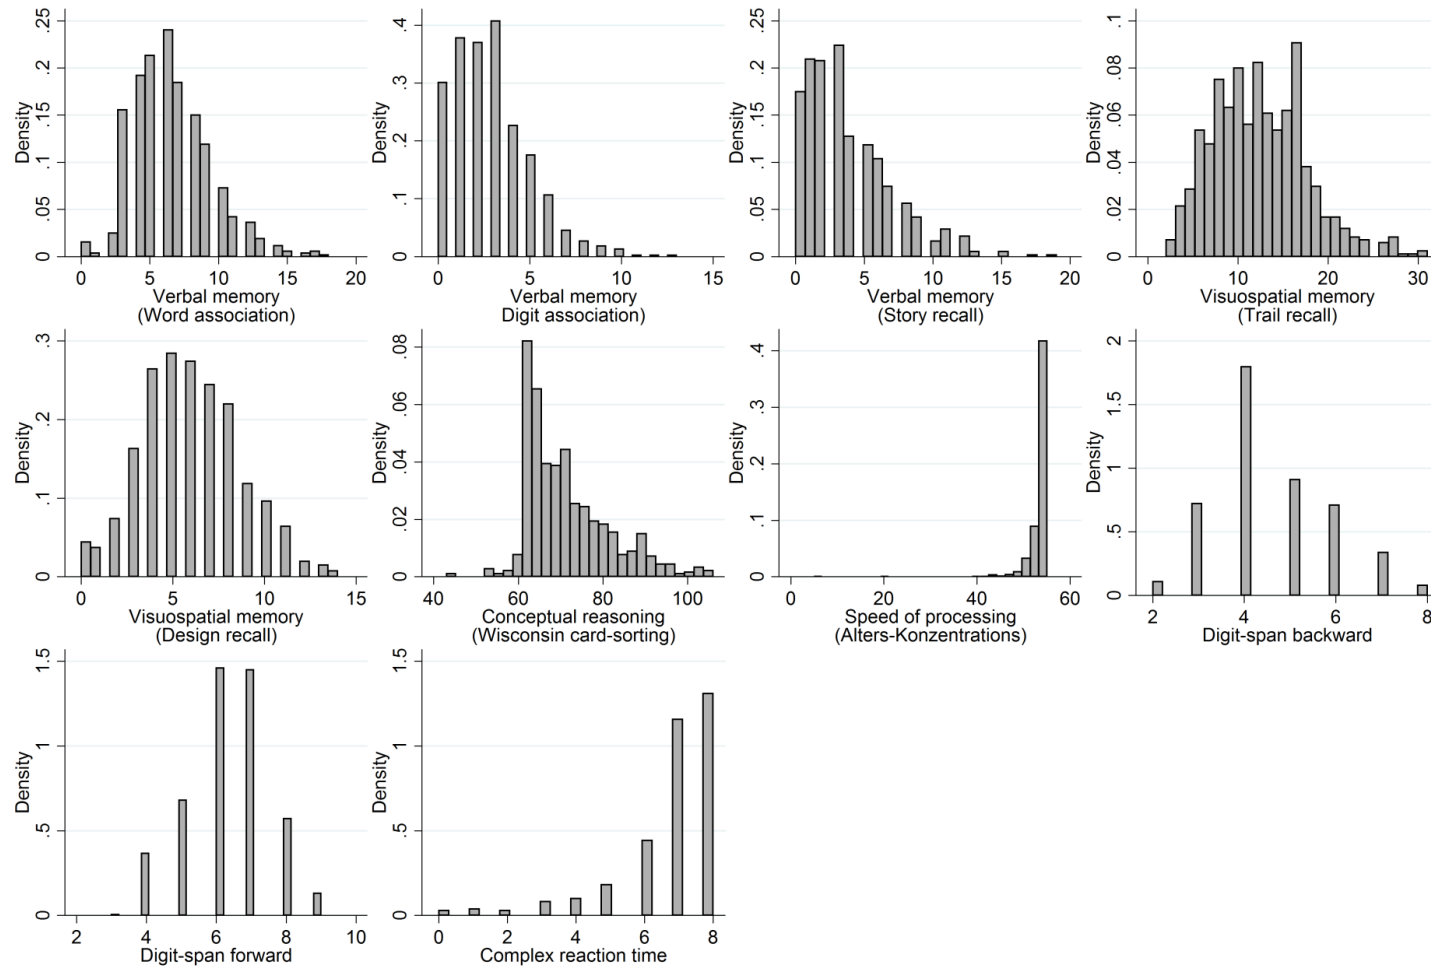 Density
0 .05 .1 .15 .2 .25
0 5 10 15 20
Verbal memory
(Word association)
Density
0 .1 .2 .3 .4
0 5 10 15
Verbal memory
Digit association)
Density
0 .05 .1 .15 .2 .25
0 5 10 15 20
Verbal memory
(Story recall)
Density
0 .02 .04 .06 .08 .1
0 10 20 30
Visuospatial memory
(Trail recall)
Density
0 .1 .2 .3
0 5 10 15
Visuospatial memory
(Design recall)
Density
0 .02 .04 .06 .08
40 60 80 100
Conceptual reasoning
(Wisconsin card-sorting)
Density
0 .1 .2 .3 .4
0 20 40 60
Speed of processing
(Alters-Konzentrations)
Density
0 .5 1 1.5 2
2 4 6 8
Digit-span backward
Density
0 .5 1 1.5
2 4 6 8 10
Digit-span forward
Density
0 .5 1 1.5
0 2 4 6 8
Complex reaction time